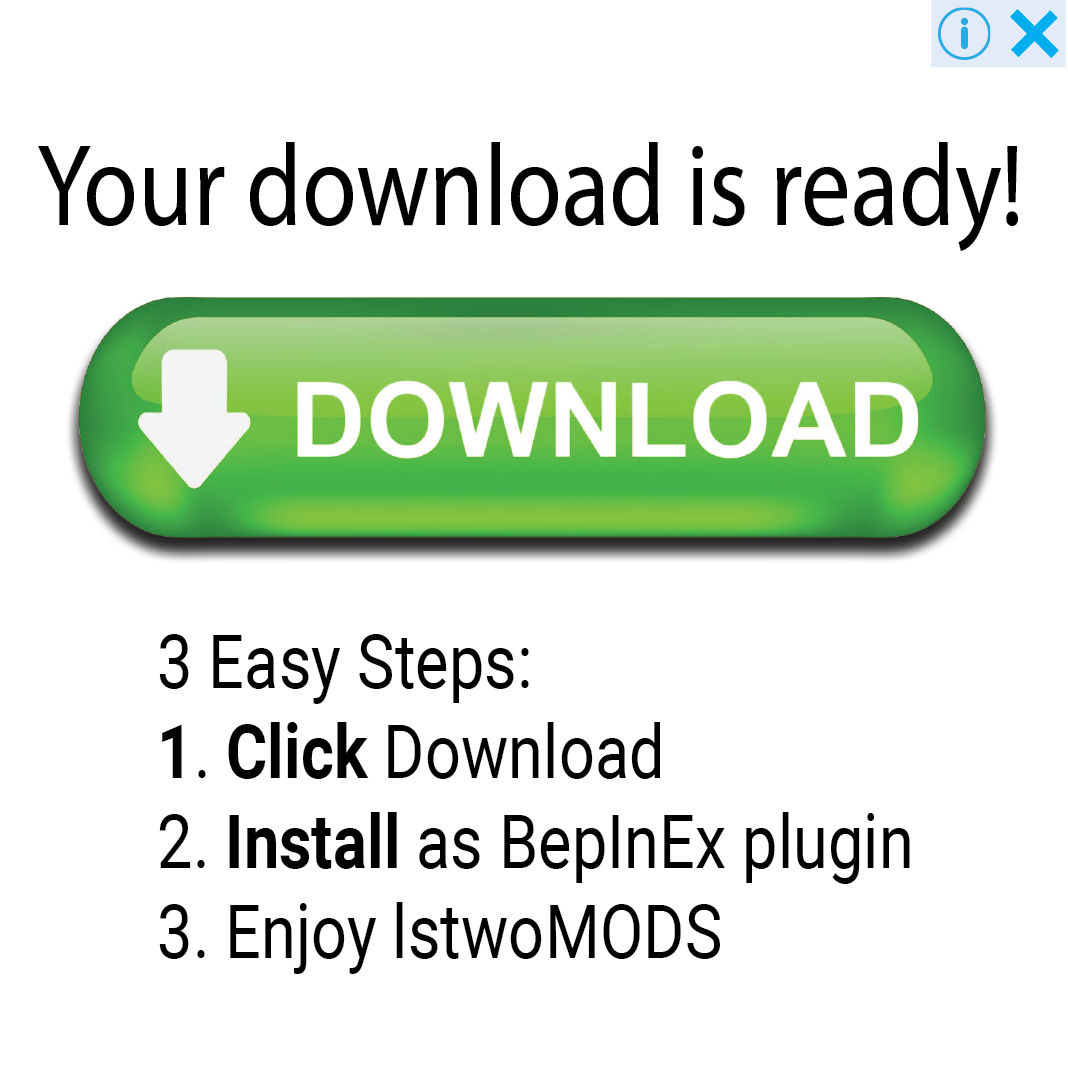 Your download is ready!
DOWNLOAD
3 Easy Steps:
1. Click Download
2. Install as BepInEx plugin
3. Enjoy lstwoMODS